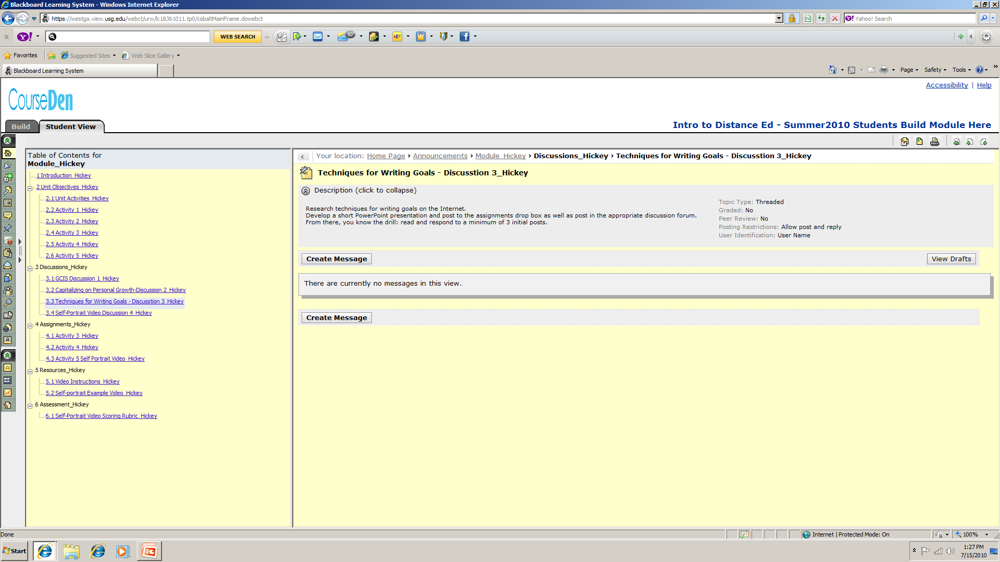 Blackboard Learning System - Windows Internet Explorer
https://westga.view.usg.edu/webct/urw/lc18361011.tp0/cobaltMainFrame.dowebct
Yahoo! Search
Y!
WEB SEARCH
90°
Favorites
Suggested Sites
Web Slice Gallery
Blackboard Learning System
Page
Safety
Tools
Accessibility | Help
CourseDen
Build
Student View
Intro to Distance Ed - Summer2010 Students Build Module Here
Table of Contents for
Module_Hickey
1 Introduction_Hickey
2 Unit Objectives_Hickey
2.1 Unit Activities_Hickey
2.2 Activity 1_Hickey
2.3 Activity 2_Hickey
2.4 Activity 3_Hickey
2.5 Activity 4_Hickey
2.6 Activity 5_Hickey
3 Discussions_Hickey
3.1 GCIS Discussion 1_Hickey
3.2 Capitalizing on Personal Growth-Discussion 2_Hickey
3.3 Techniques for Writing Goals - Discusstion 3_Hickey
3.4 Self-Portrait Video Discussion 4_Hickey
4 Assignments_Hickey
4.1 Activity 3_Hickey
4.2 Activity 4_Hickey
4.3 Activity 5 Self Portrait Video_Hickey
5 Resources_Hickey
5.1 Video Instructions_Hickey
5.2 Self-portrait Example Video_Hickey
6 Assessment_Hickey
6.1 Self-Portrait Video Scoring Rubric_Hickey
Your location: Home Page › Announcements › Module_Hickey › Discussions_Hickey › Techniques for Writing Goals - Discusstion 3_Hickey
Techniques for Writing Goals - Discusstion 3_Hickey
Description (click to collapse)
Research techniques for writing goals on the Internet.
Develop a short PowerPoint presentation and post to the assignments drop box as well as post in the appropriate discussion forum.
From there, you know the drill: read and respond to a minimum of 3 initial posts.
Topic Type: Threaded
Graded: No
Peer Review: No
Posting Restrictions: Allow post and reply
User Identification: User Name
Create Message
View Drafts
There are currently no messages in this view.
Create Message
Done
Internet | Protected Mode: On
100%
Start
1:27 PM
7/15/2010